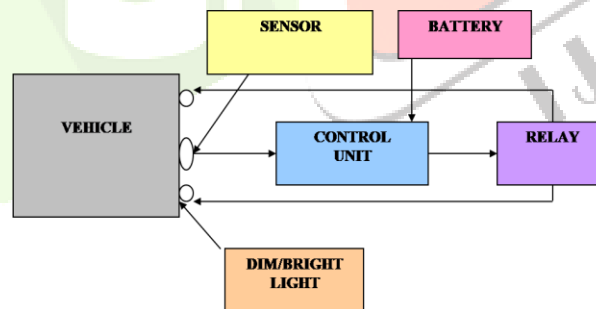 SENSOR
BATTERY
VEHICLE
CONTROL
UNIT
RELAY
DIM/BRIGHT
LIGHT